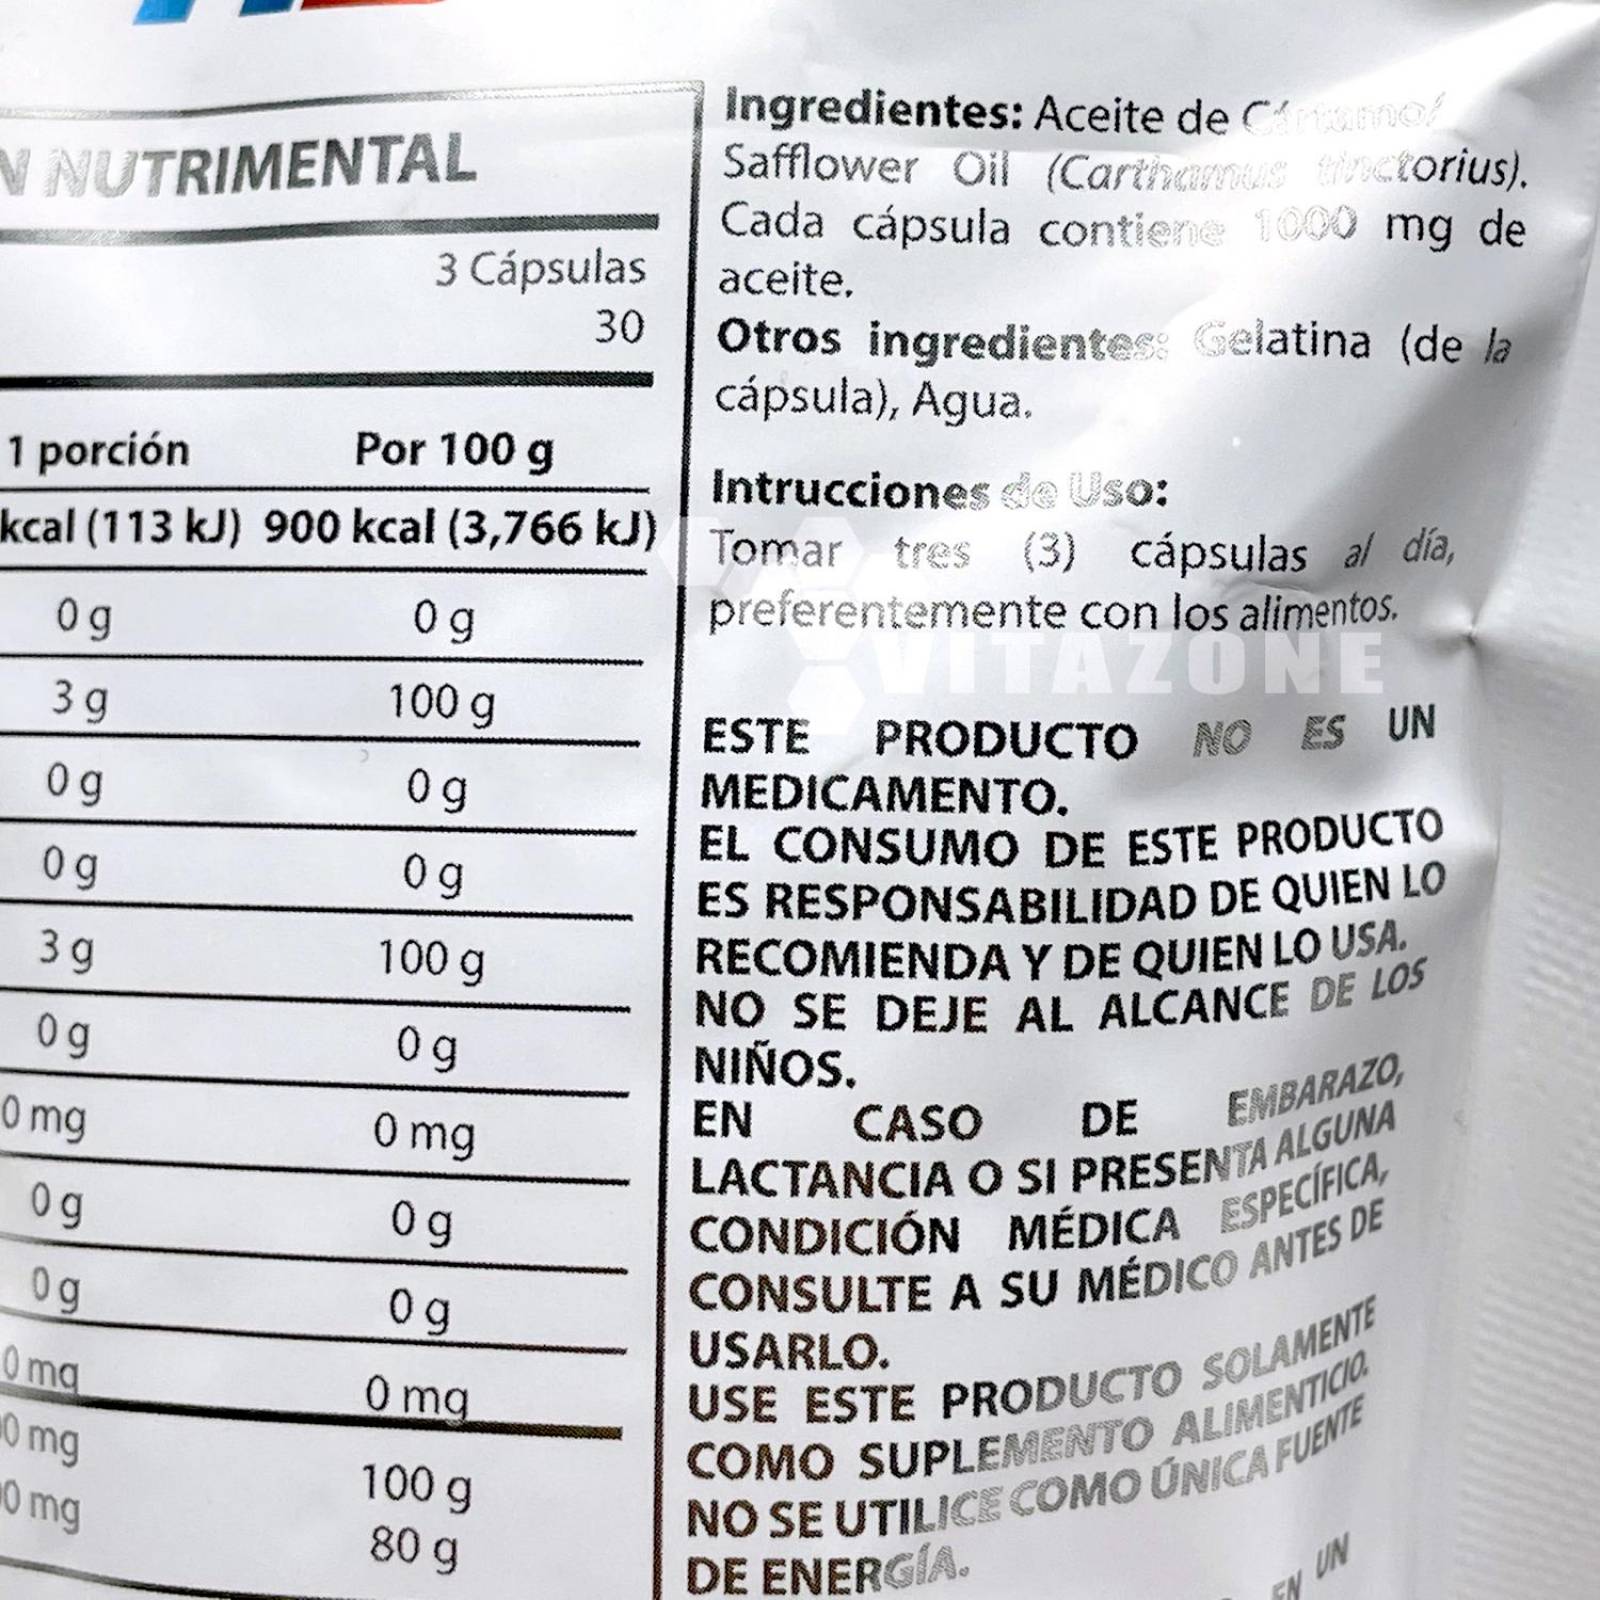 N NUTRIMENTAL
3 Cápsulas
30
1 porción Por 100 g
kcal (113 kJ) 900 kcal (3,766 kJ)
0 g 0 g
3 g 100 g
0 g 0 g
0 g 0 g
3 g 100 g
0 g 0 g
0 mg 0 mg
0 g 0 g
0 g 0 g
0 mg 0 mg
0 mg 100 g
0 mg 80 g
Ingredientes: Aceite de Cártamo/
Safflower Oil (Carthamus tinctorius).
Cada cápsula contiene 1000 mg de
aceite.
Otros ingredientes: Gelatina (de la
cápsula), Agua.
Intrucciones de Uso:
Tomar tres (3) cápsulas al día,
preferentemente con los alimentos.
VITAZONE
ESTE PRODUCTO NO ES UN
MEDICAMENTO.
EL CONSUMO DE ESTE PRODUCTO
ES RESPONSABILIDAD DE QUIEN LO
RECOMIENDA Y DE QUIEN LO USA.
NO SE DEJE AL ALCANCE DE LOS
NIÑOS.
EN CASO DE EMBARAZO,
LACTANCIA O SI PRESENTA ALGUNA
CONDICIÓN MÉDICA ESPECÍFICA,
CONSULTE A SU MÉDICO ANTES DE
USARLO.
USE ESTE PRODUCTO SOLAMENTE
COMO SUPLEMENTO ALIMENTICIO.
NO SE UTILICE COMO ÚNICA FUENTE
DE ENERGÍA.
EN UN